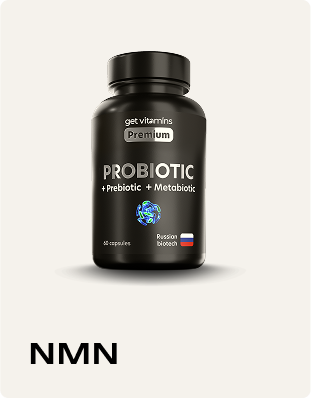 get vitamins
Premium
PROBIOTIC
+ Prebiotic + Metabiotic
60 capsules
Russian
biotech
NMN